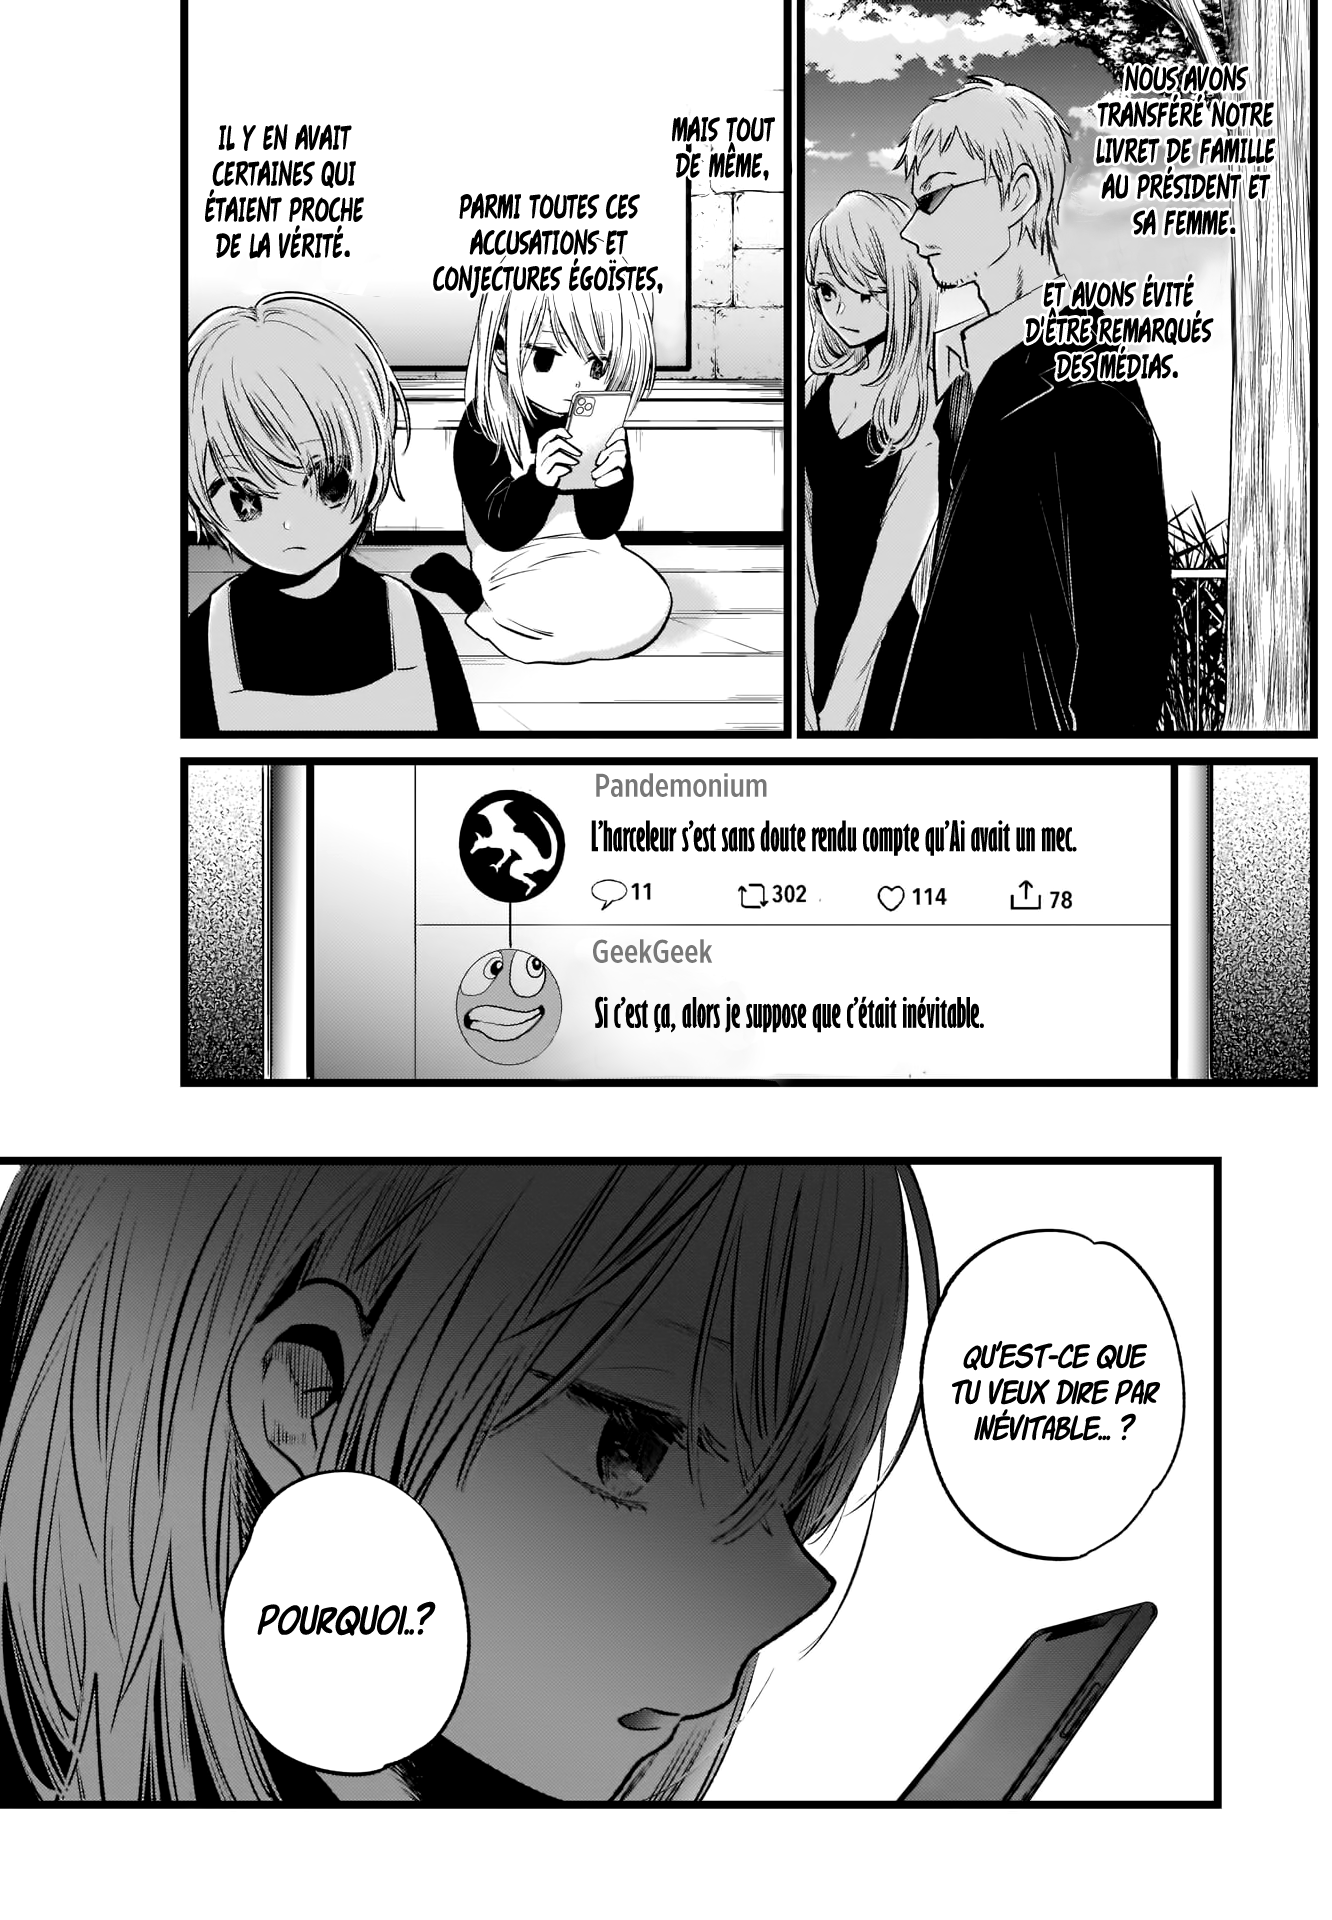 NOUS AVONS
TRANSFÉRÉ NOTRE
LIVRET DE FAMILLE
AU PRÉSIDENT ET
SA FEMME.
ET AVONS ÉVITÉ
D'ÊTRE REMARQUÉS
DES MÉDIAS.
MAIS TOUT
DE MÊME,
PARMI TOUTES CES
ACCUSATIONS ET
CONJECTURES ÉGOÏSTES,
IL Y EN AVAIT
CERTAINES QUI
ÉTAIENT PROCHE
DE LA VÉRITÉ.
Pandemonium
L'harceleur s'est sans doute rendu compte qu'Ai avait un mec.
11 302 114 78
GeekGeek
Si c'est ça, alors je suppose que c'était inévitable.
QU'EST-CE QUE
TU VEUX DIRE PAR
INÉVITABLE... ?
POURQUOI..?